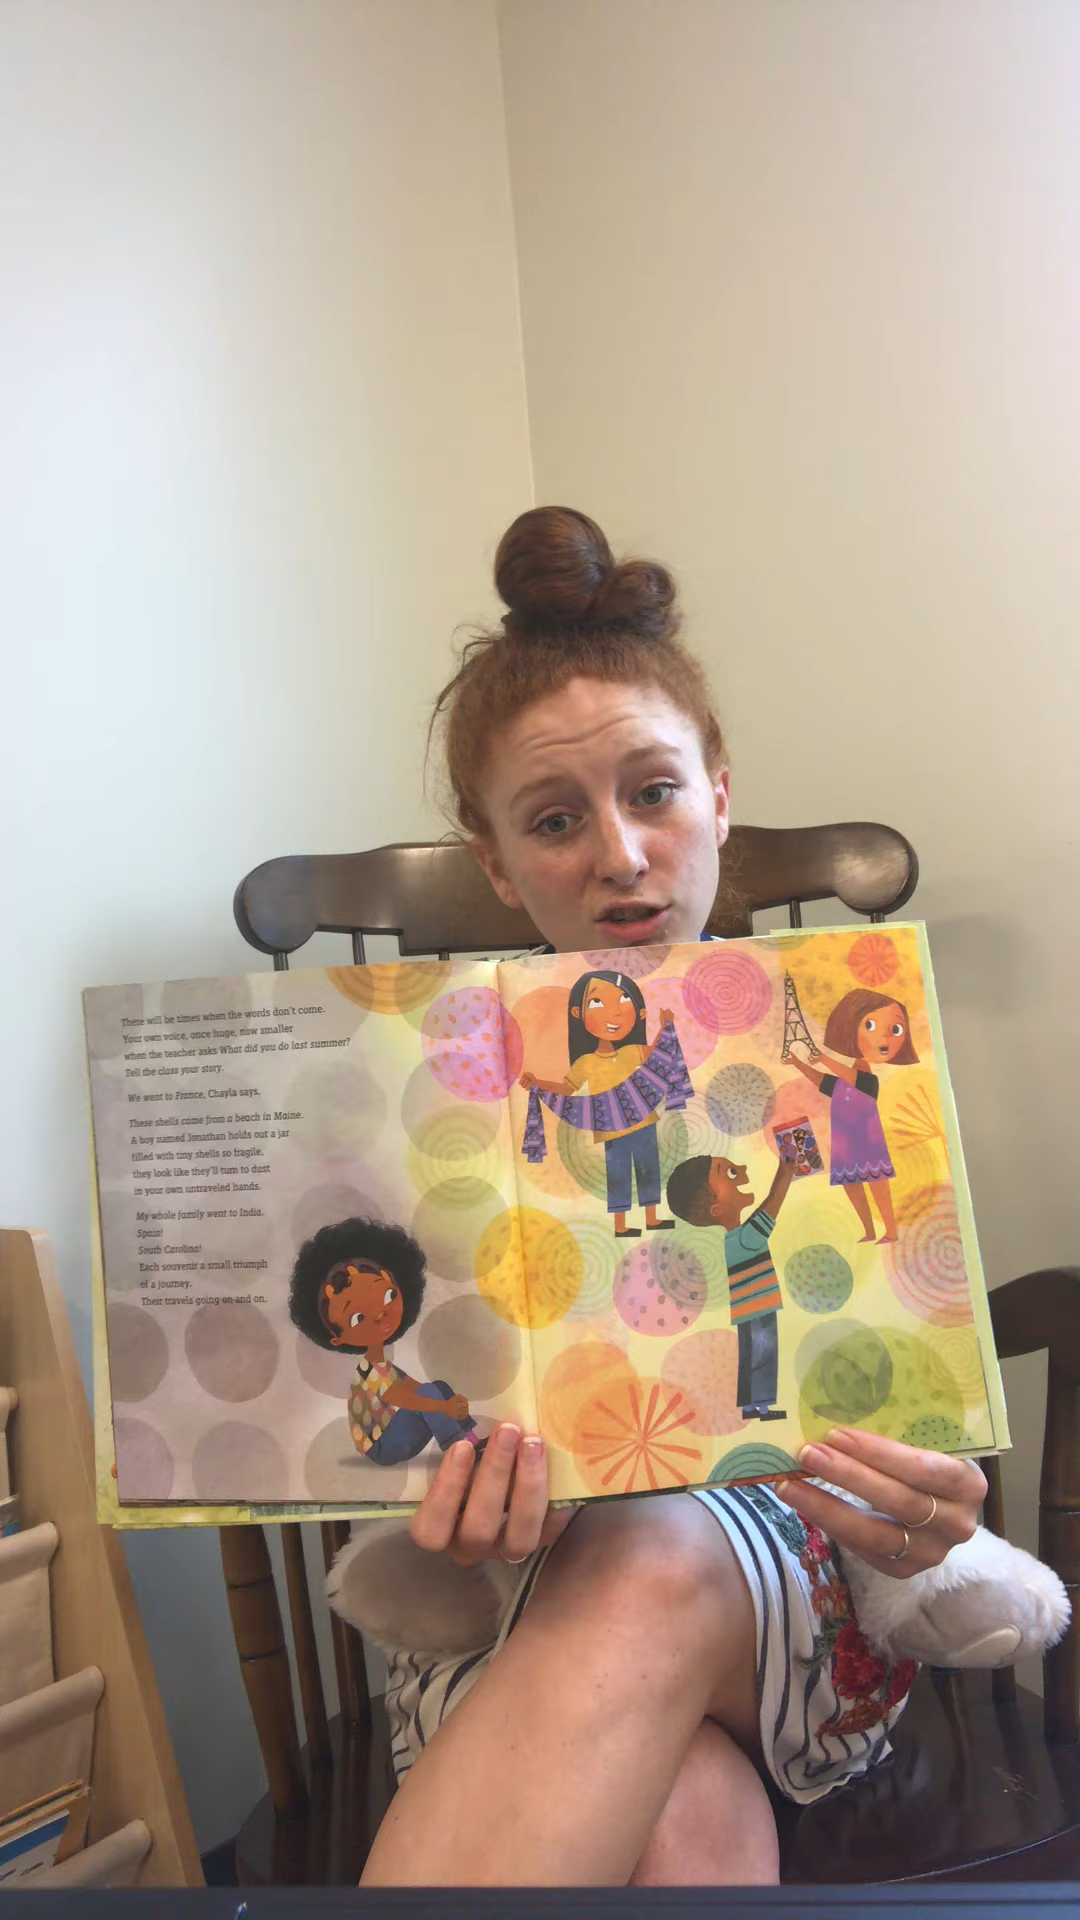 There will be times when the words don't come.
Your own voice, once huge, now smaller
when the teacher asks What did you do last summer?
Tell the class your story.
We went to France, Chayla says.
These shells came from a beach in Maine.
A boy named Jonathan holds out a jar
filled with tiny shells so fragile,
they look like they'll turn to dust
in your own untraveled hands.
My whole family went to India.
Spain!
South Carolina!
Each souvenir a small triumph
of a journey.
Their travels going on and on.